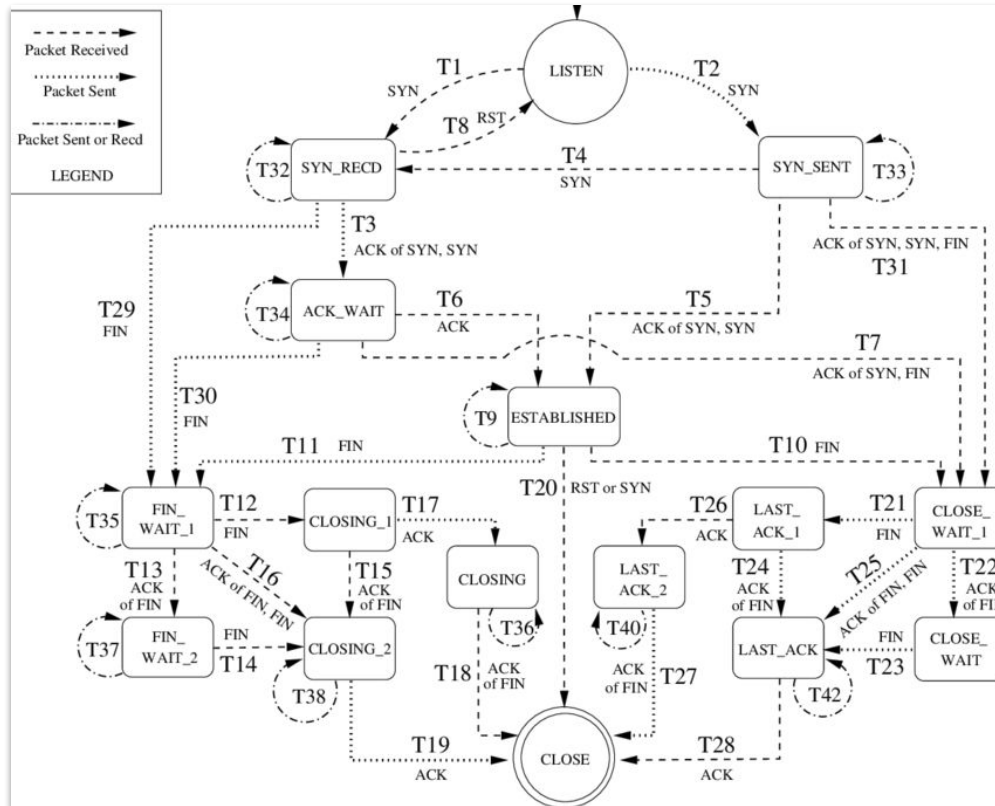 Packet Received
Packet Sent
Packet Sent or Recd
LEGEND
LISTEN
T1
SYN
T2
SYN
T8
RST
T32
SYN_RECD
T4
SYN
SYN_SENT
T33
T3
ACK of SYN, SYN
ACK of SYN, SYN, FIN
T31
T29
FIN
T34
ACK_WAIT
T6
ACK
T5
ACK of SYN, SYN
T7
ACK of SYN, FIN
T30
FIN
T9
ESTABLISHED
T11
FIN
T10
FIN
T20
RST or SYN
T35
FIN_
WAIT_1
T12
FIN
CLOSING_1
T17
ACK
T26
ACK
LAST_
ACK_1
T21
FIN
CLOSE_
WAIT_1
T13
ACK
of FIN
T16
ACK of FIN, FIN
T15
ACK
of FIN
CLOSING
LAST_
ACK_2
T24
ACK
of FIN
T25
ACK of FIN, FIN
T22
ACK
of FIN
T37
FIN_
WAIT_2
FIN
T14
CLOSING_2
T36
T40
LAST_ACK
FIN
T23
CLOSE_
WAIT
T38
T18
ACK
of FIN
ACK
of FIN
T27
T42
T19
ACK
CLOSE
T28
ACK